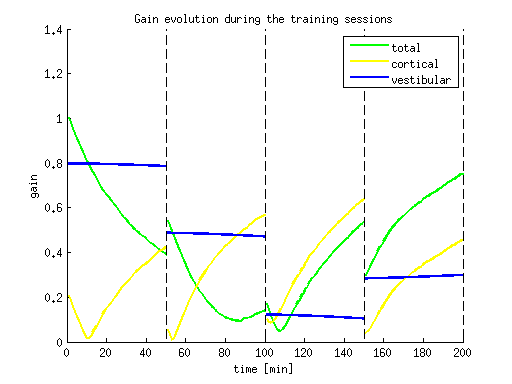 Gain evolution during the training sessions
1.4
1.2
1
0.8
0.6
0.4
0.2
0
gain
total
cortical
vestibular
0 20 40 60 80 100 120 140 160 180 200
time [min]